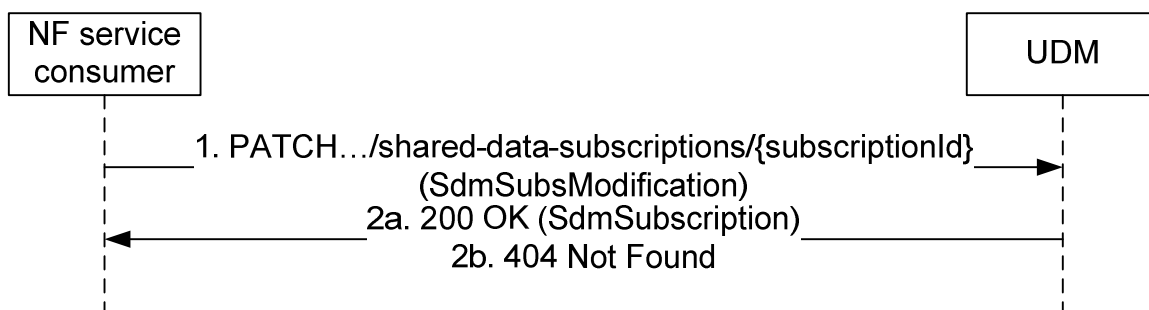 NF service
consumer
UDM
1. PATCH…/shared-data-subscriptions/{subscriptionId}
(SdmSubsModification)
2a. 200 OK (SdmSubscription)
2b. 404 Not Found